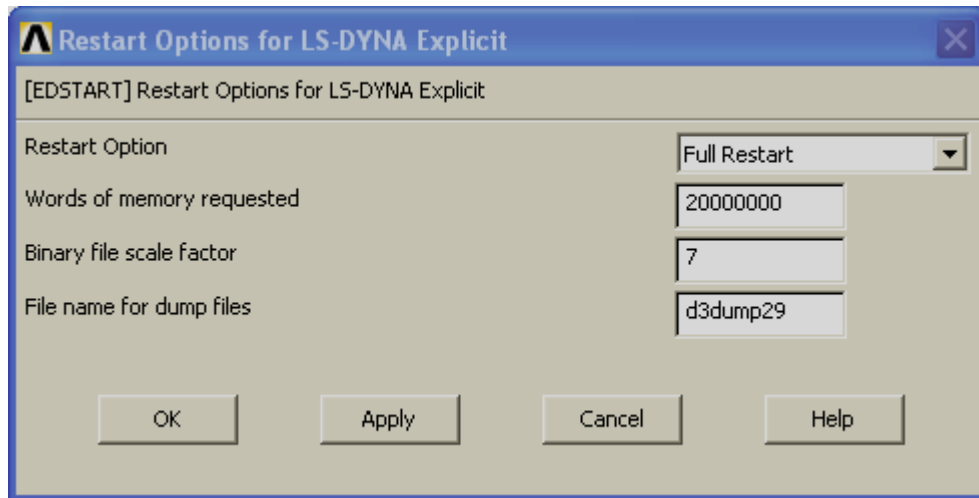 Restart Options for LS-DYNA Explicit
[EDSTART] Restart Options for LS-DYNA Explicit
Restart Option Full Restart
Words of memory requested 20000000
Binary file scale factor 7
File name for dump files d3dump29
OK Apply Cancel Help